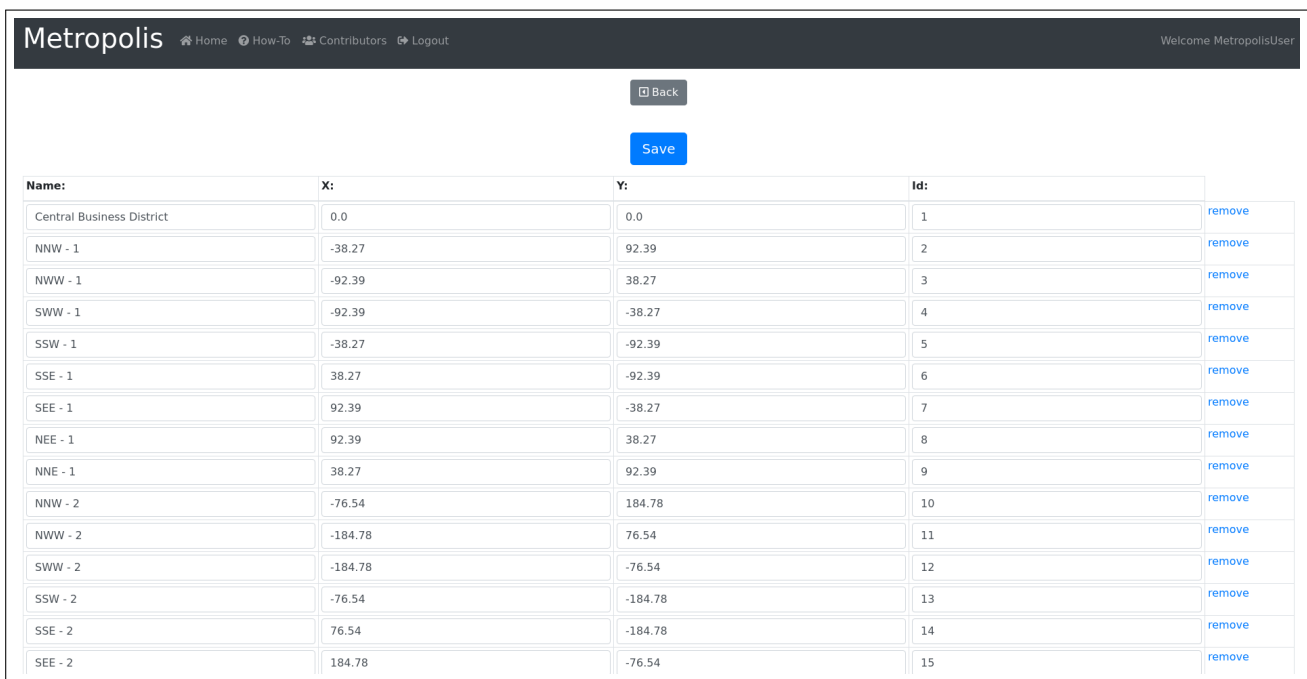 Metropolis Home How-To Contributors Logout Welcome MetropolisUser
Back
Save
Name: X: Y: Id:
Central Business District 0.0 0.0 1 remove
NNW - 1 -38.27 92.39 2 remove
NWW - 1 -92.39 38.27 3 remove
SWW - 1 -92.39 -38.27 4 remove
SSW - 1 -38.27 -92.39 5 remove
SSE - 1 38.27 -92.39 6 remove
SEE - 1 92.39 -38.27 7 remove
NEE - 1 92.39 38.27 8 remove
NNE - 1 38.27 92.39 9 remove
NNW - 2 -76.54 184.78 10 remove
NWW - 2 -184.78 76.54 11 remove
SWW - 2 -184.78 -76.54 12 remove
SSW - 2 -76.54 -184.78 13 remove
SSE - 2 76.54 -184.78 14 remove
SEE - 2 184.78 -76.54 15 remove